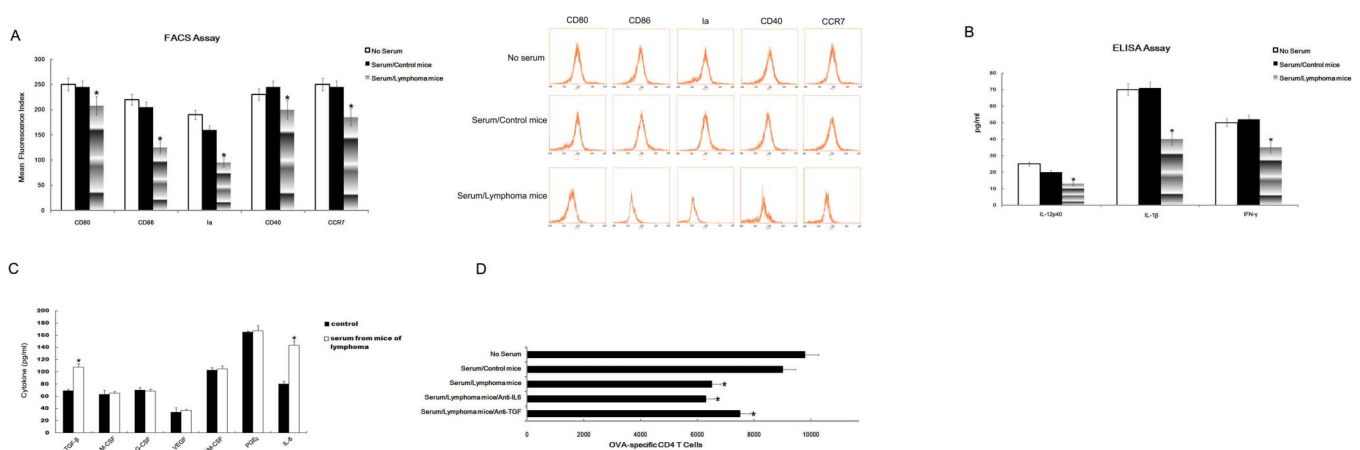 A
FACS Assay
No Serum
Serum/Control mice
Serum/Lymphoma mice
Mean Fluorescence Index
300
250
200
150
100
50
0
* * * * *
CD80 CD86 Ia CD40 CCR7
CD80 CD86 Ia CD40 CCR7
No serum
Serum/Control mice
Serum/Lymphoma mice
B
ELISA Assay
No Serum
Serum/Control mice
Serum/Lymphoma mice
pg/ml
80
70
60
50
40
30
20
10
0
* * *
IL-12p40 IL-1β IFN-γ
C
control
serum from mice of
lymphoma
Cytokine (pg/ml)
200
180
160
140
120
100
80
60
40
20
0
* *
TGF-β M-CSF G-CSF VEGF PGE₂ IL-6
D
No Serum
Serum/Control mice
Serum/Lymphoma mice *
Serum/Lymphoma mice/Anti-IL6 *
Serum/Lymphoma mice/Anti-TGF *
0 2000 4000 6000 8000 10000
OVA-specific CD4 T Cells